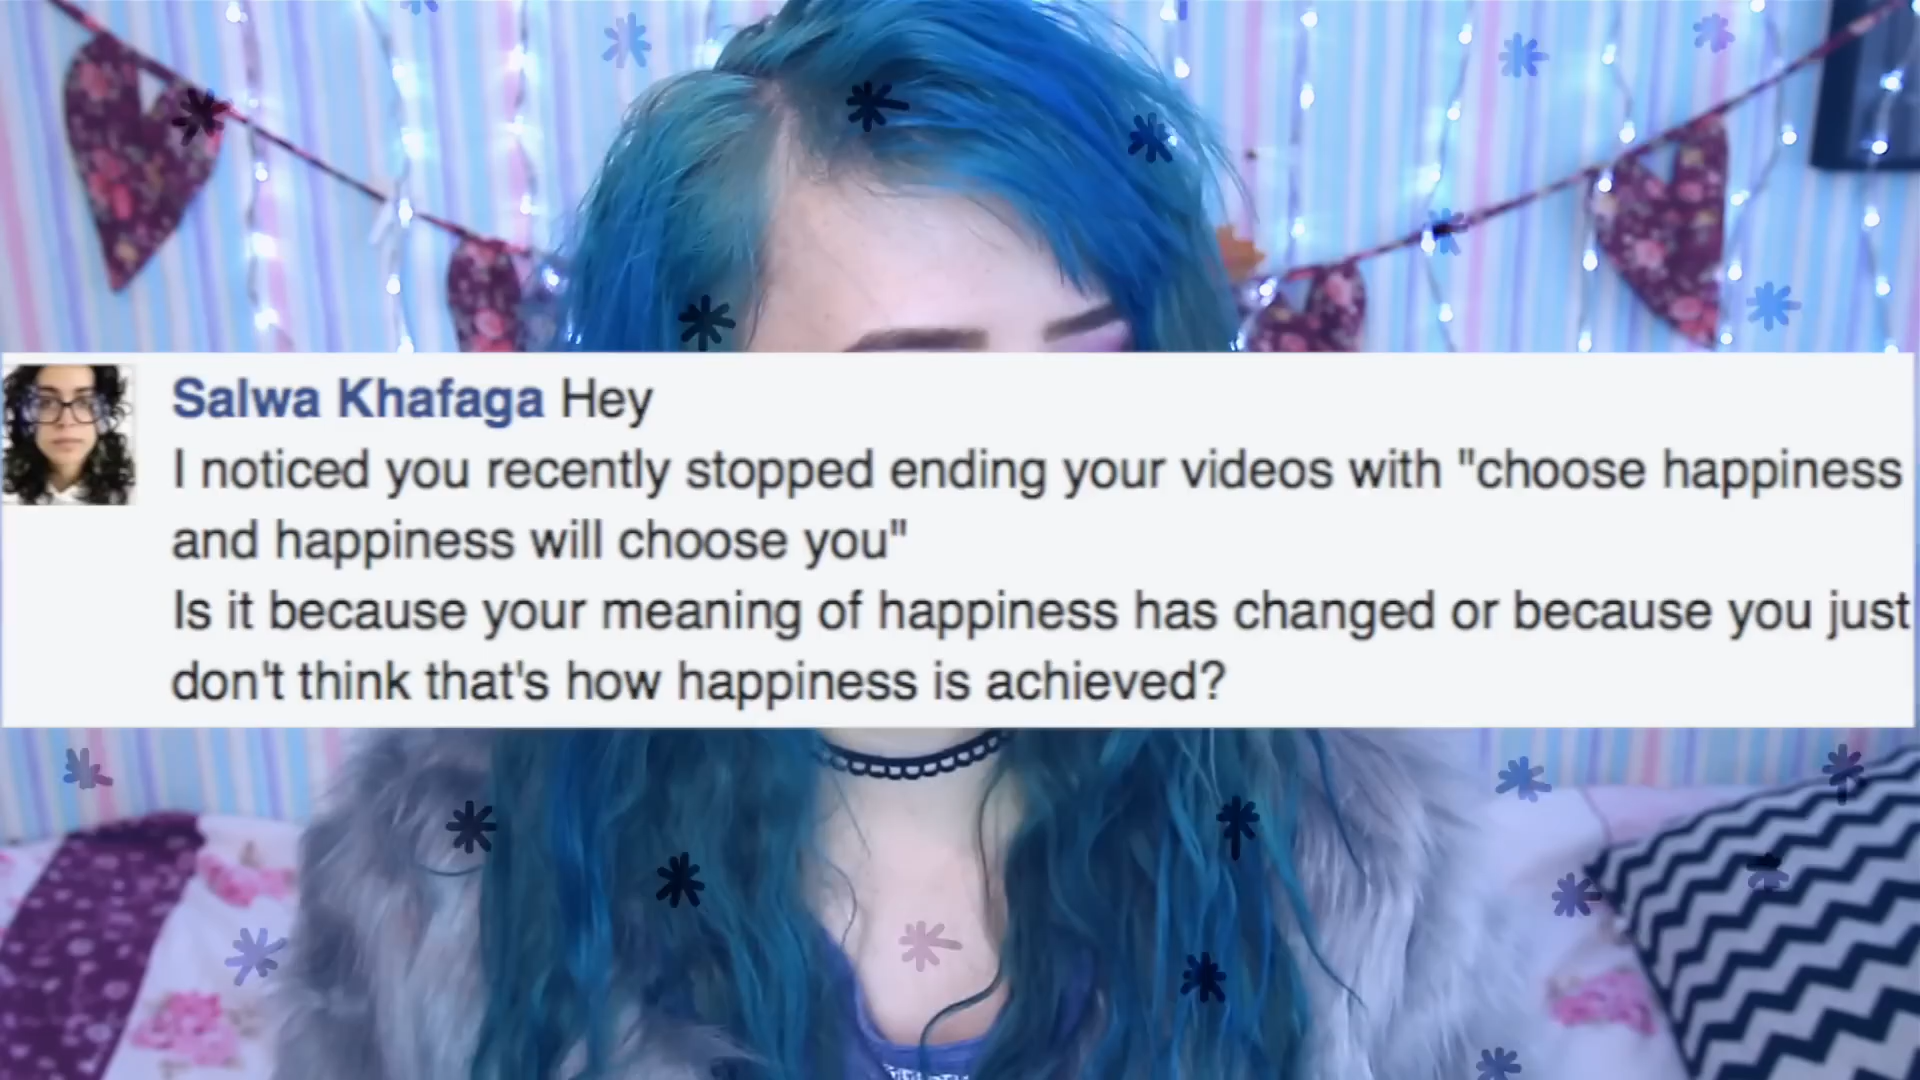 Salwa Khafaga Hey
I noticed you recently stopped ending your videos with "choose happiness
and happiness will choose you"
Is it because your meaning of happiness has changed or because you just
don't think that's how happiness is achieved?